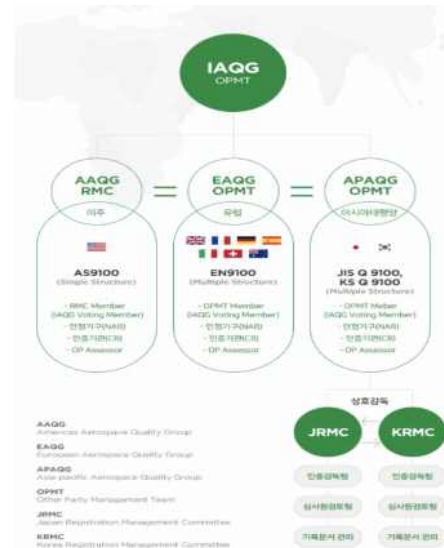 IAQG
OPMT
AAQG
RMC
미주
EAQG
OPMT
유럽
APAQG
OPMT
아시아태평양
AS9100
(Simple Structure)
- RMC Member
(IAQG Voting Member)
- 인정기구(NAB)
- 인증기관(CB)
- OP Assessor
EN9100
(Multiple Structure)
- OPMT Member
(IAQG Voting Member)
- 인정기구(NAB)
- 인증기관(CB)
- OP Assessor
JIS Q 9100,
KS Q 9100
(Multiple Structure)
- OPMT
(IAQG Voting Member)
- 인정기구(NAB)
- 인증기관(CB)
- OP Assessor
상호감독
JRMC
KRMC
인증감독팀
인증감독팀
심사원검토팀
심사원검토팀
기록문서 관리
기록문서 관리
AAQG
Americas Aerospace Quality Group
EAQG
European Aerospace Quality Group
APAQG
Asia-pacific Aerospace Quality Group
OPMT
Other Party Management Team
JRMC
Japan Registration Management Committee
KRMC
Korea Registration Management Committee